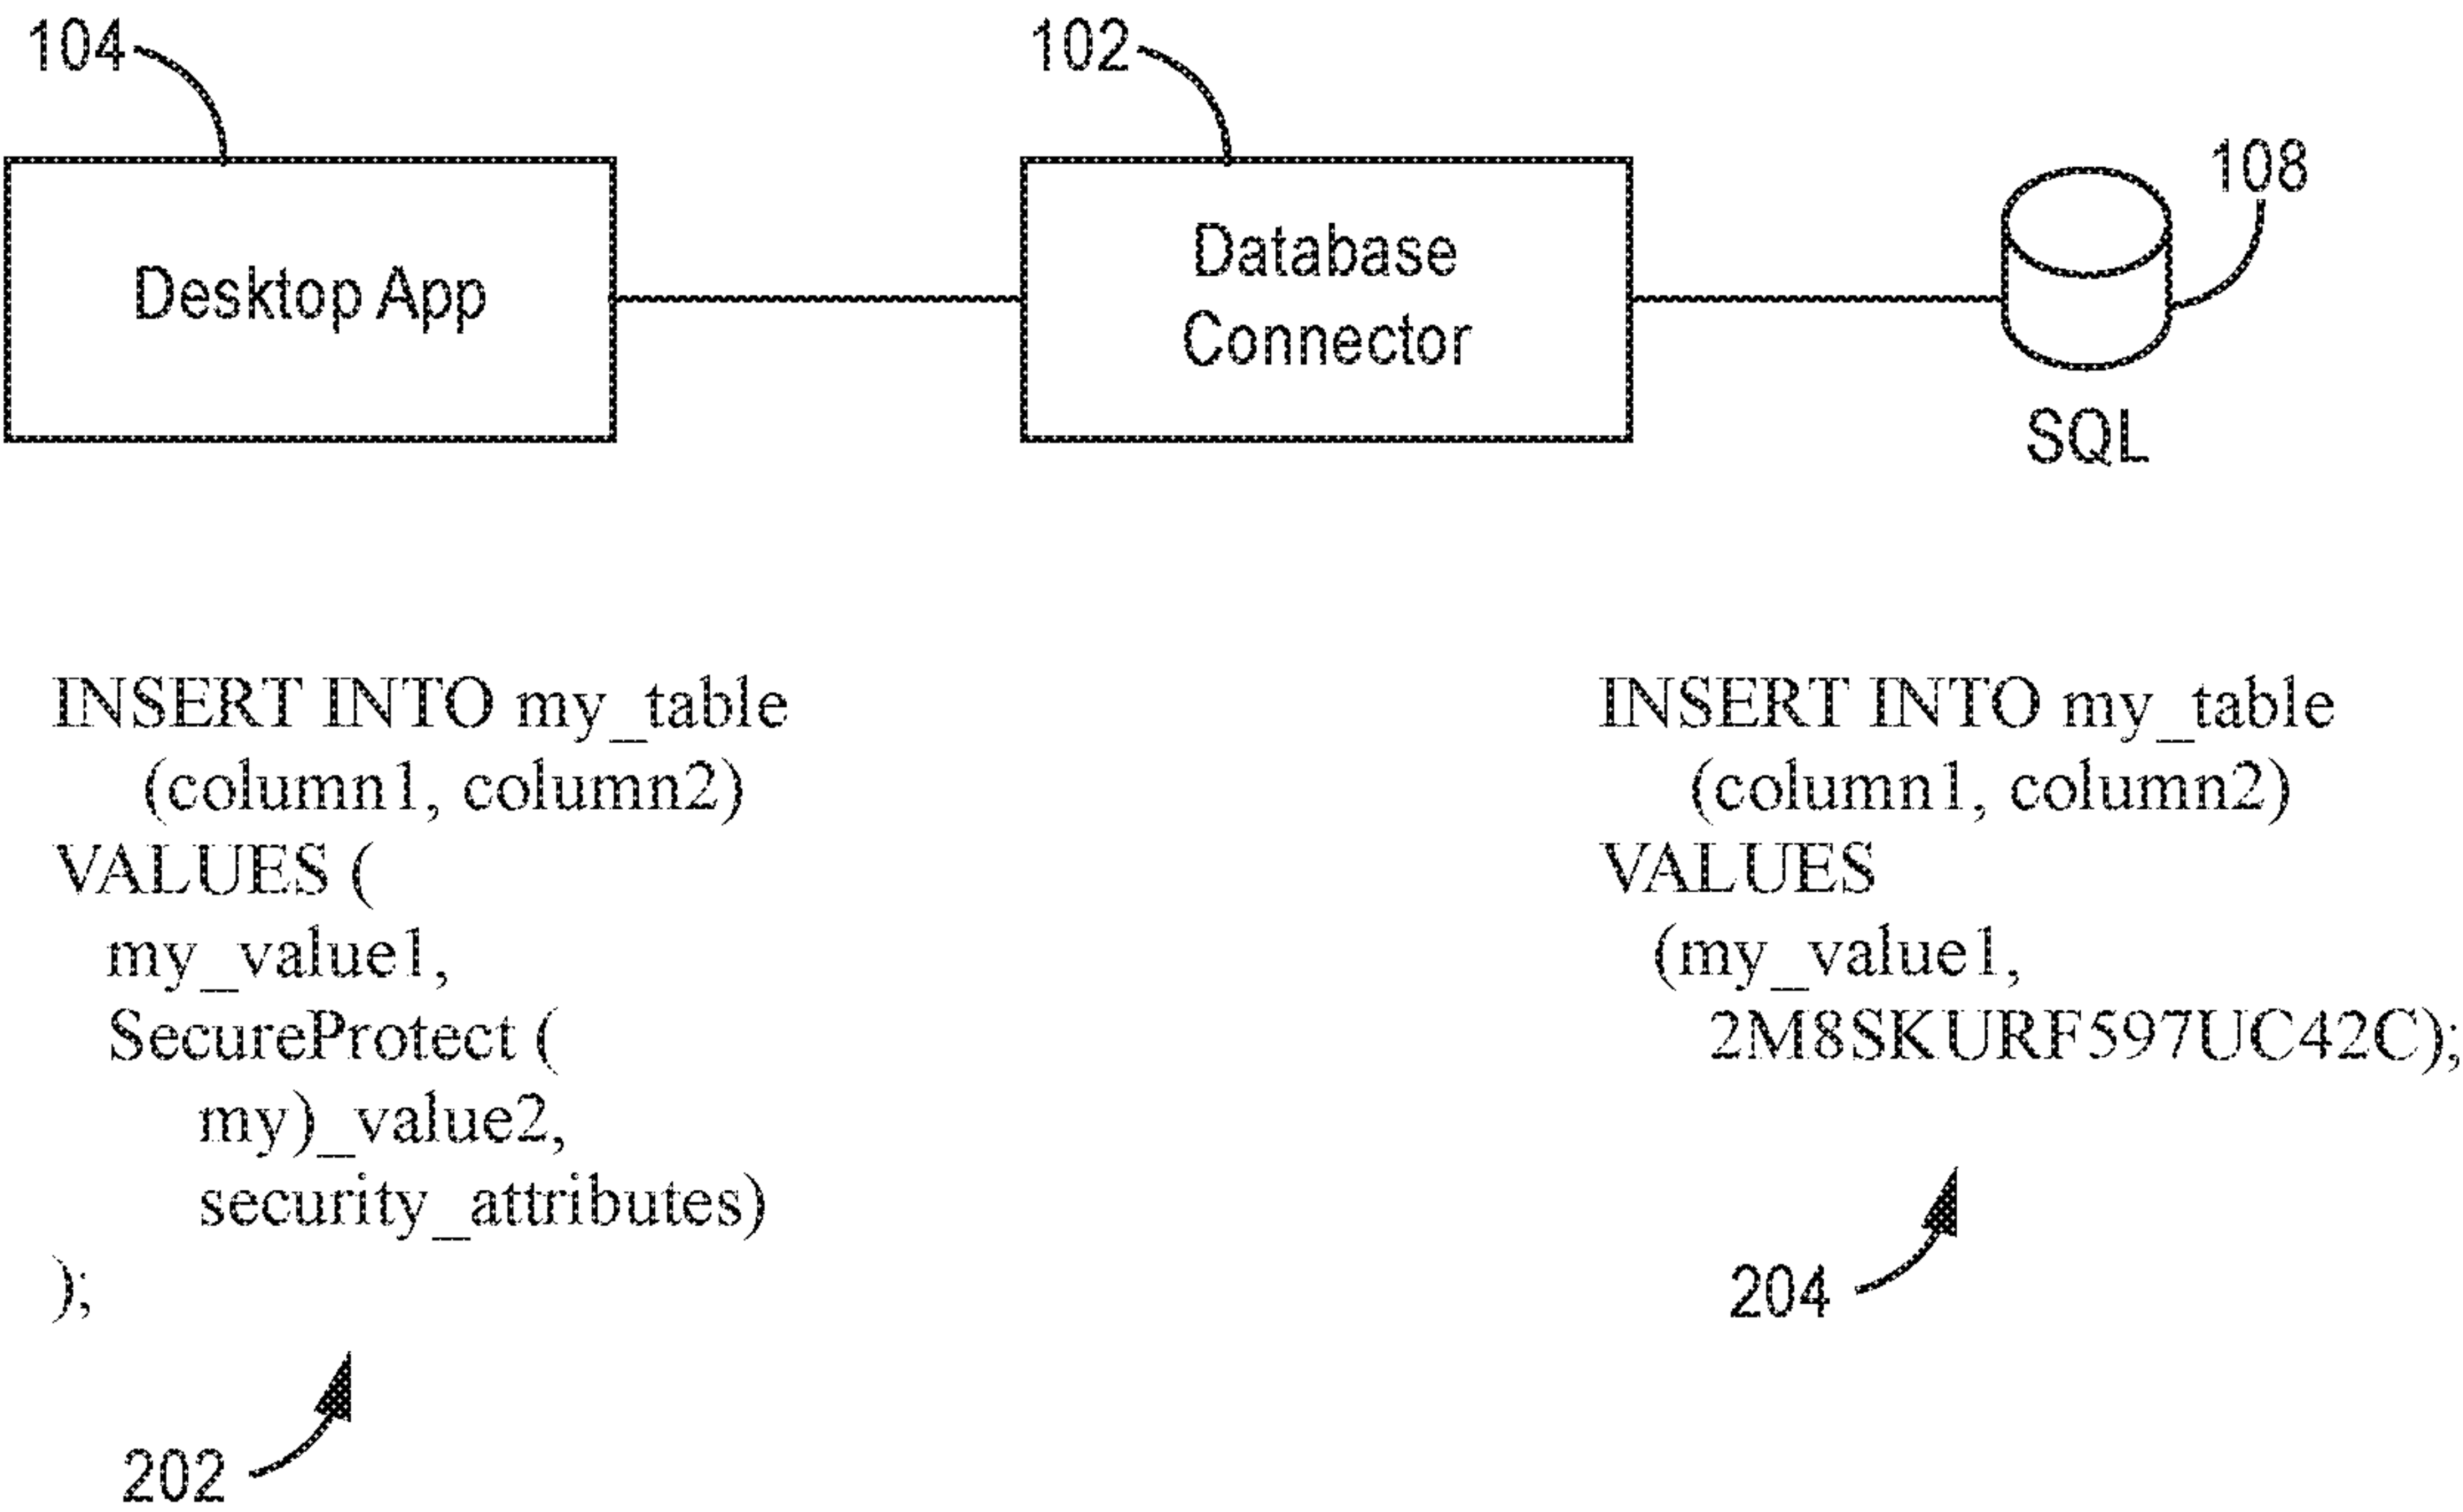 104
102
108
Desktop App
Database
Connector
SQL
INSERT INTO my_table
(column1, column2)
VALUES (
my_value1,
SecureProtect (
my)_value2,
security_attributes)
);
202
INSERT INTO my_table
(column1, column2)
VALUES
(my_value1,
2M8SKURF597UC42C);
204